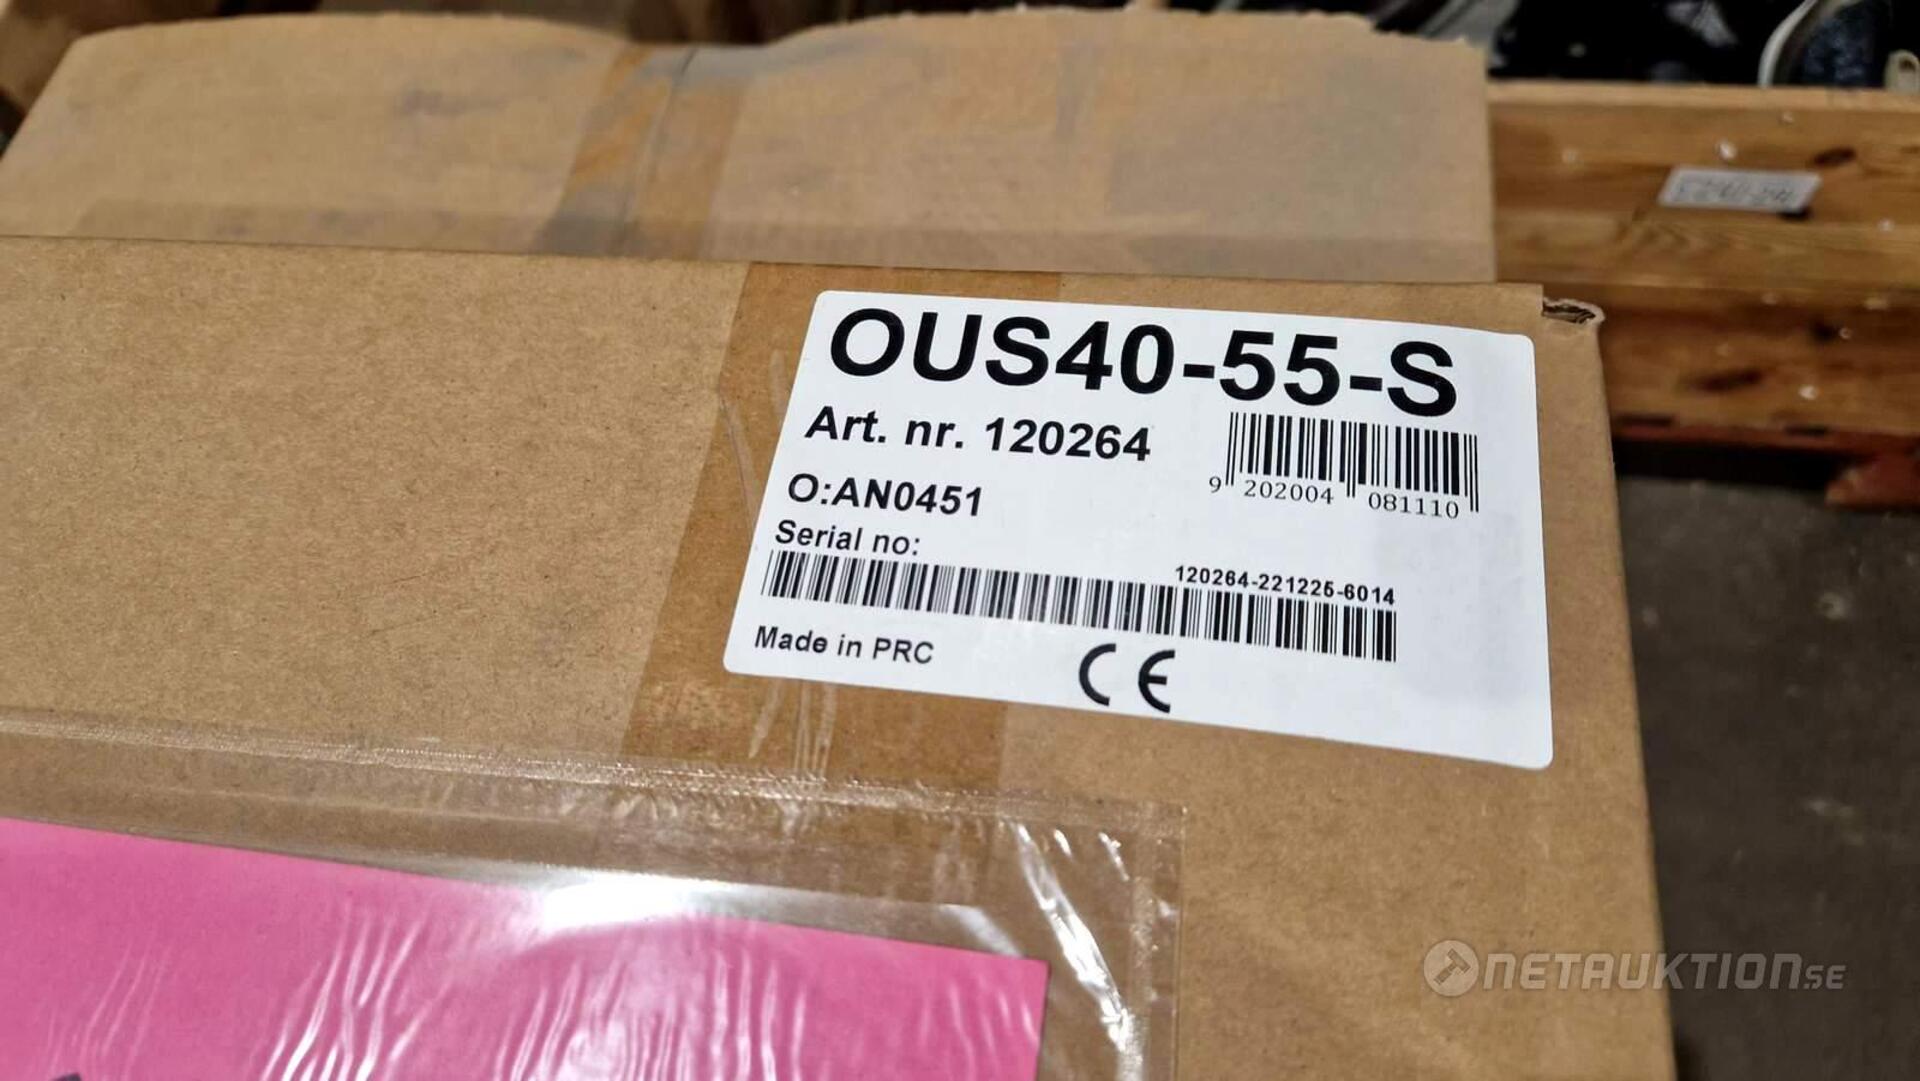 OUS40-55-S
Art. nr. 120264
9 202004 081110
O:AN0451
Serial no:
120264-221225-6014
Made in PRC
CE
NETAUKTION.SE